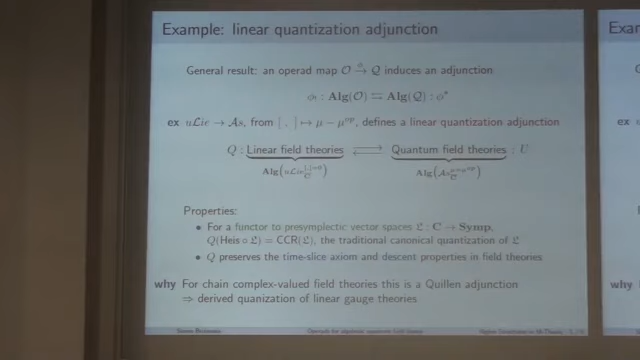 Example: linear quantization adjunction
General result: an operad map O →ϕ Q induces an adjunction
ϕ! : Alg(O) ⇆ Alg(Q) : ϕ*
ex uLie → As, from [ , ] ↦ μ − μ^op, defines a linear quantization adjunction
Q : Linear field theories ⇄ Quantum field theories : U
Properties:
• For a functor to presymplectic vector spaces L : C → Symp,
Q(Heis ∘ L) = CCR(L), the traditional canonical quantization of L
• Q preserves the time-slice axiom and descent properties in field theories
why For chain complex-valued field theories this is a Quillen adjunction
⇒ derived quanization of linear gauge theories
Exar
ex
why